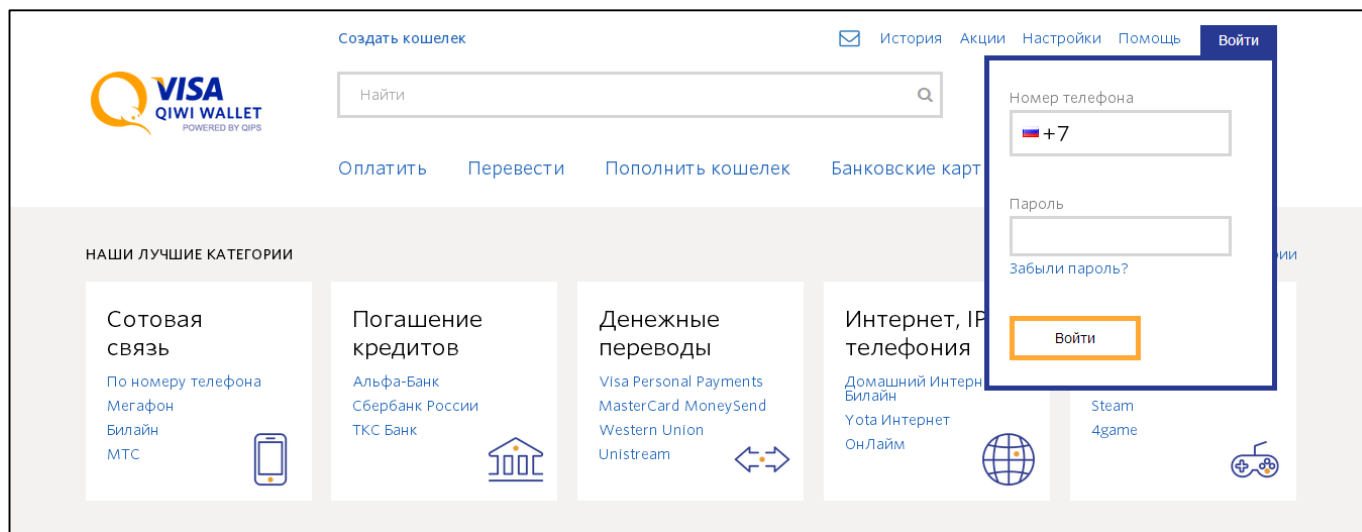 Создать кошелек
История Акции Настройки Помощь Войти
VISA
QIWI WALLET
POWERED BY QIPS
Найти
Оплатить Перевести Пополнить кошелек Банковские карт
Номер телефона
+7
Пароль
Забыли пароль?
Войти
НАШИ ЛУЧШИЕ КАТЕГОРИИ
Сотовая
связь
По номеру телефона
Мегафон
Билайн
МТС
Погашение
кредитов
Альфа-Банк
Сбербанк России
ТКС Банк
Денежные
переводы
Visa Personal Payments
MasterCard MoneySend
Western Union
Unistream
Интернет, IP
телефония
Домашний Интерн
Билайн
Yota Интернет
ОнЛайм
Steam
4game